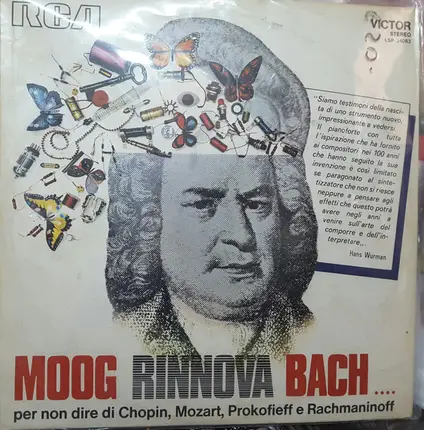 RCA
VICTOR
STEREO
LSP 34083
"Siamo testimoni della nasci-
ta di uno strumento nuovo,
impressionante a vedersi
Il pianoforte con tutta
l'ispirazione che ha fornito
ai compositori nei 100 anni
che hanno seguito la sua
invenzione è così limitato
se paragonato al sinte-
tizzatore che non si riesce
neppure a pensare agli
effetti che questo potrà
avere negli anni a
venire sull'arte del
comporre e dell'in-
terpretare,,.
Hans Wurman
MOOG RINNOVA BACH ....
per non dire di Chopin, Mozart, Prokofieff e Rachmaninoff